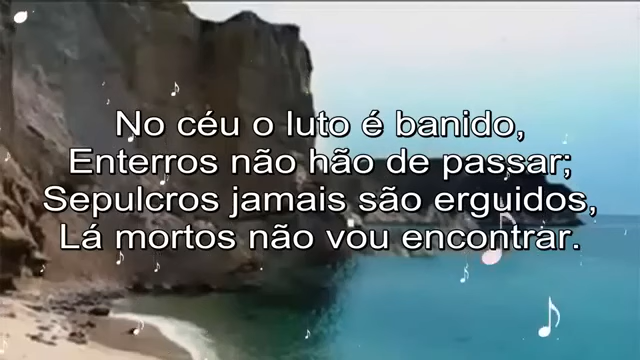 No céu o luto é banido,
Enterros não hão de passar;
Sepulcros jamais são erguidos,
Lá mortos não vou encontrar.